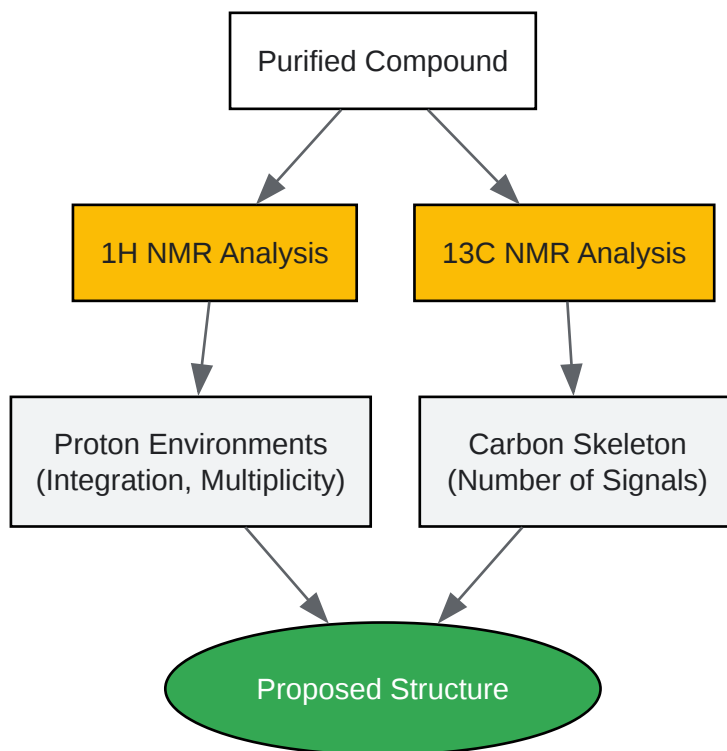 Purified Compound
1H NMR Analysis
13C NMR Analysis
Proton Environments
(Integration, Multiplicity)
Carbon Skeleton
(Number of Signals)
Proposed Structure